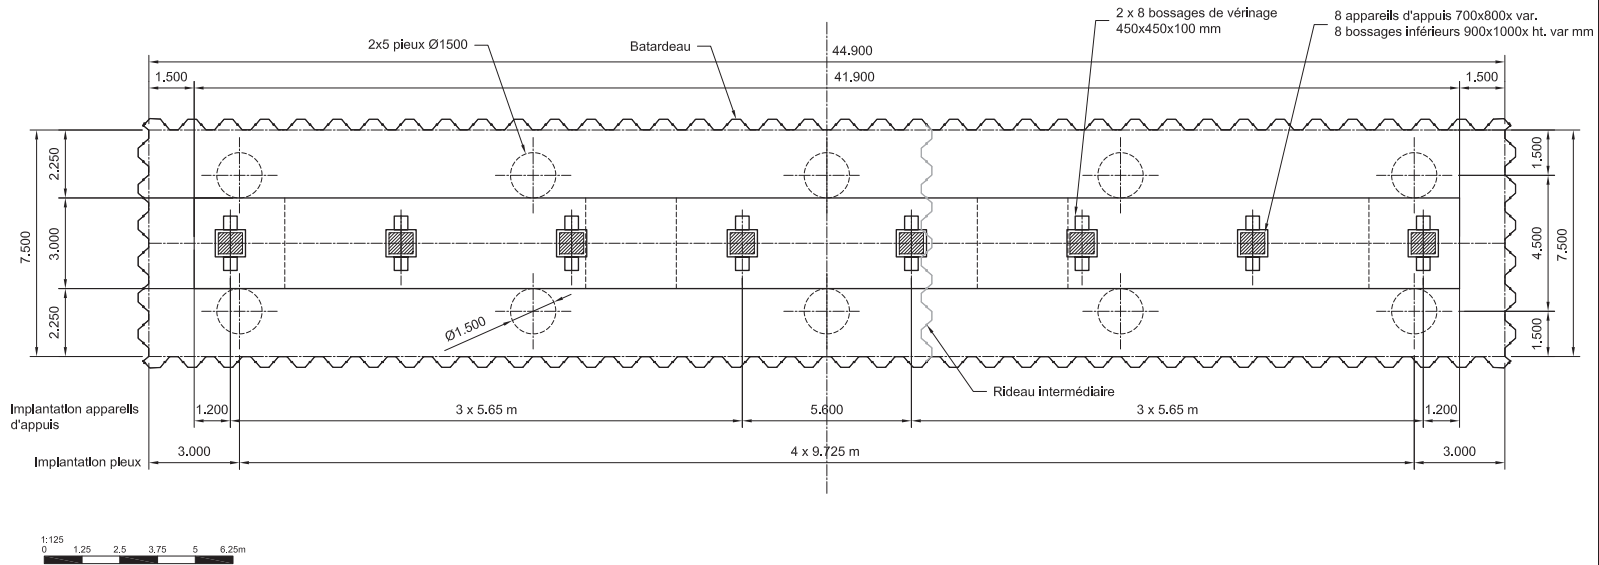 2 x 8 bossages de vérinage
450x450x100 mm
8 appareils d'appuis 700x800x var.
8 bossages inférieurs 900x1000x ht. var mm
2x5 pieux Ø1500
Batardeau
44.900
1.500
41.900
1.500
2.250
3.000
2.250
7.500
1.500
4.500
1.500
7.500
Ø1.500
Rideau intermédiaire
Implantation appareils
d'appuis
1.200
3 x 5.65 m
5.600
3 x 5.65 m
1.200
Implantation pieux
3.000
4 x 9.725 m
3.000
1:125
0 1.25 2.5 3.75 5 6.25m